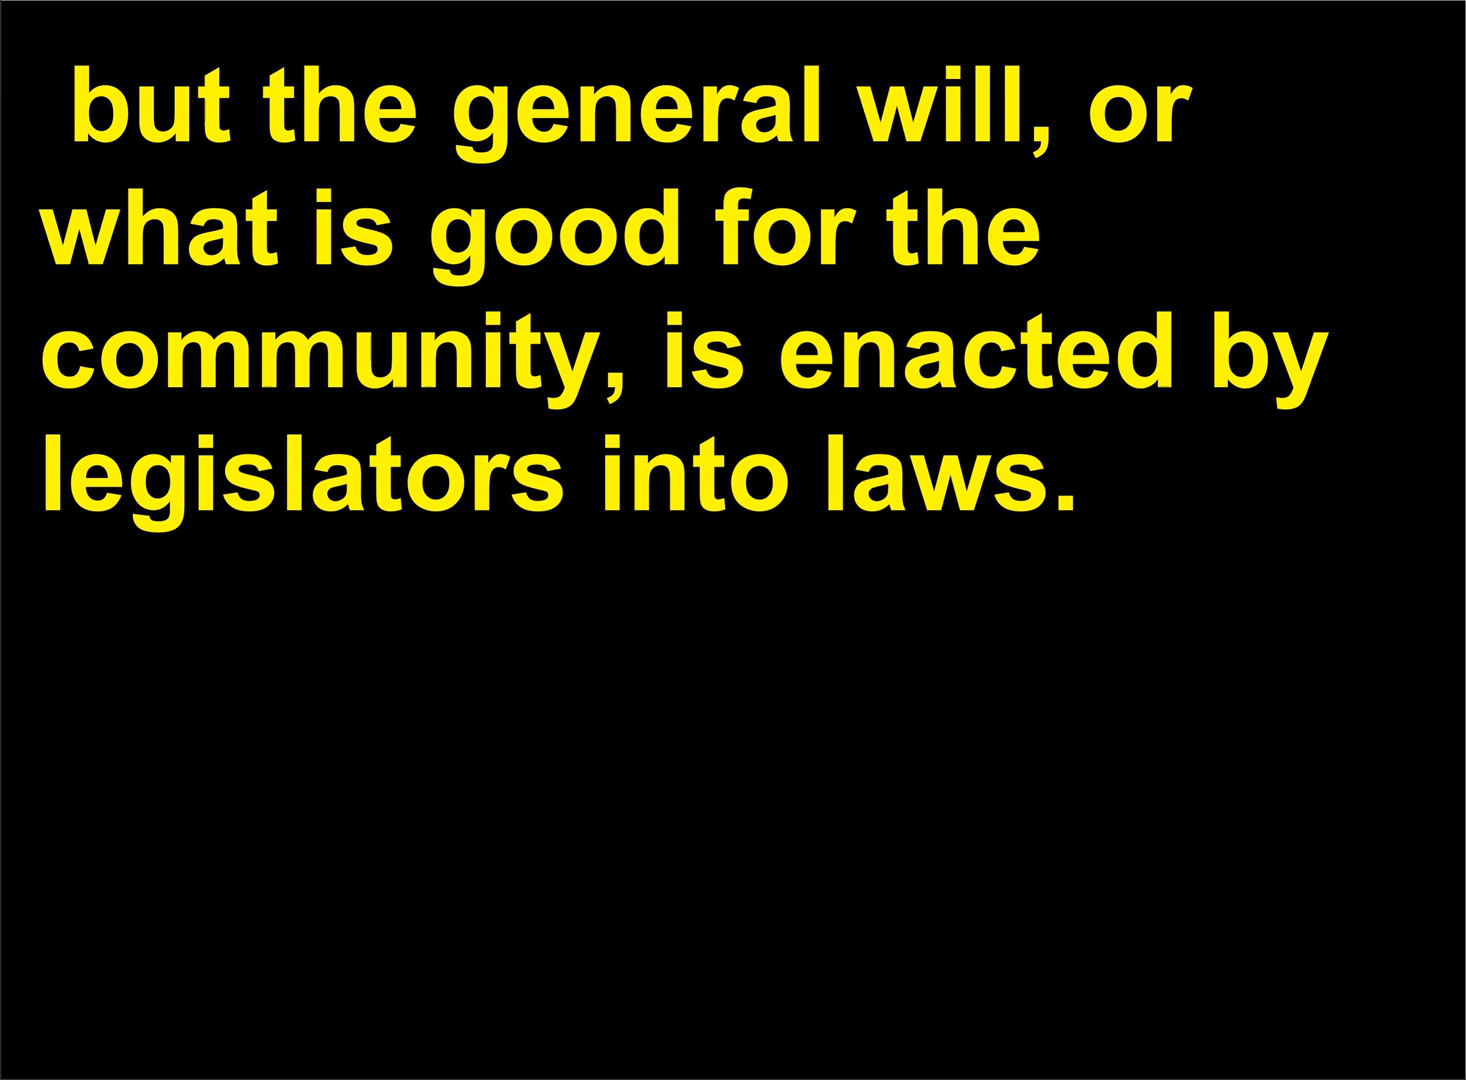 but the general will, or
what is good for the
community, is enacted by
legislators into laws.